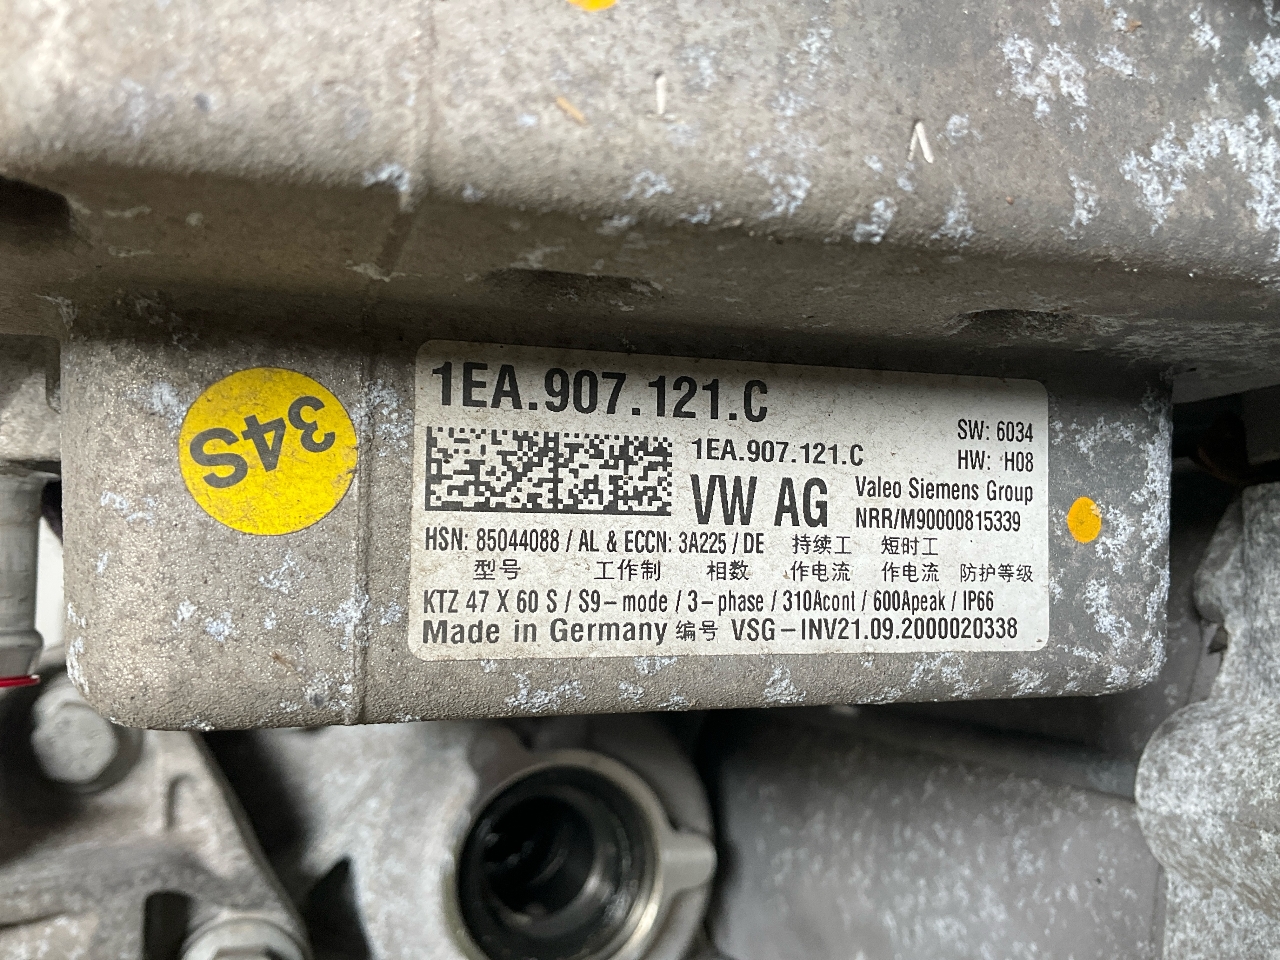 34S
1EA.907.121.C
1EA.907.121.C
SW: 6034
HW: H08
VW AG
Valeo Siemens Group
NRR/M90000815339
HSN: 85044088 / AL & ECCN: 3A225 / DE 持续工 短时工
型号 工作制 相数 作电流 作电流 防护等级
KTZ 47 X 60 S / S9-mode / 3-phase / 310Acont / 600Apeak / IP66
Made in Germany 编号 VSG-INV21.09.2000020338